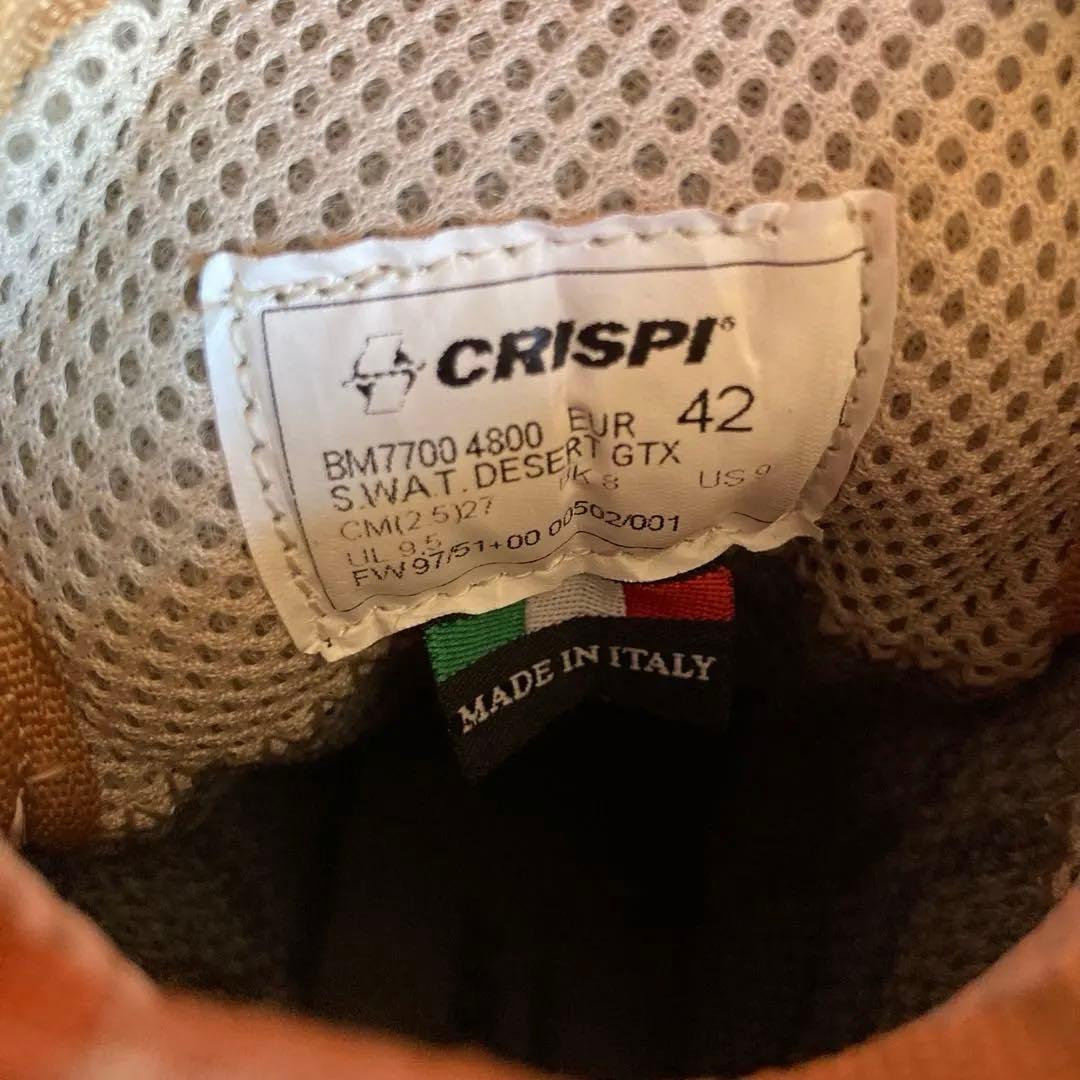 CRISPI®
BM7700 4800 EUR 42
S.W.A.T. DESERT GTX
CM(2.5)27 UK 8 US 9
LIL 9.5
FW 97/51+00 00502/001
MADE IN ITALY